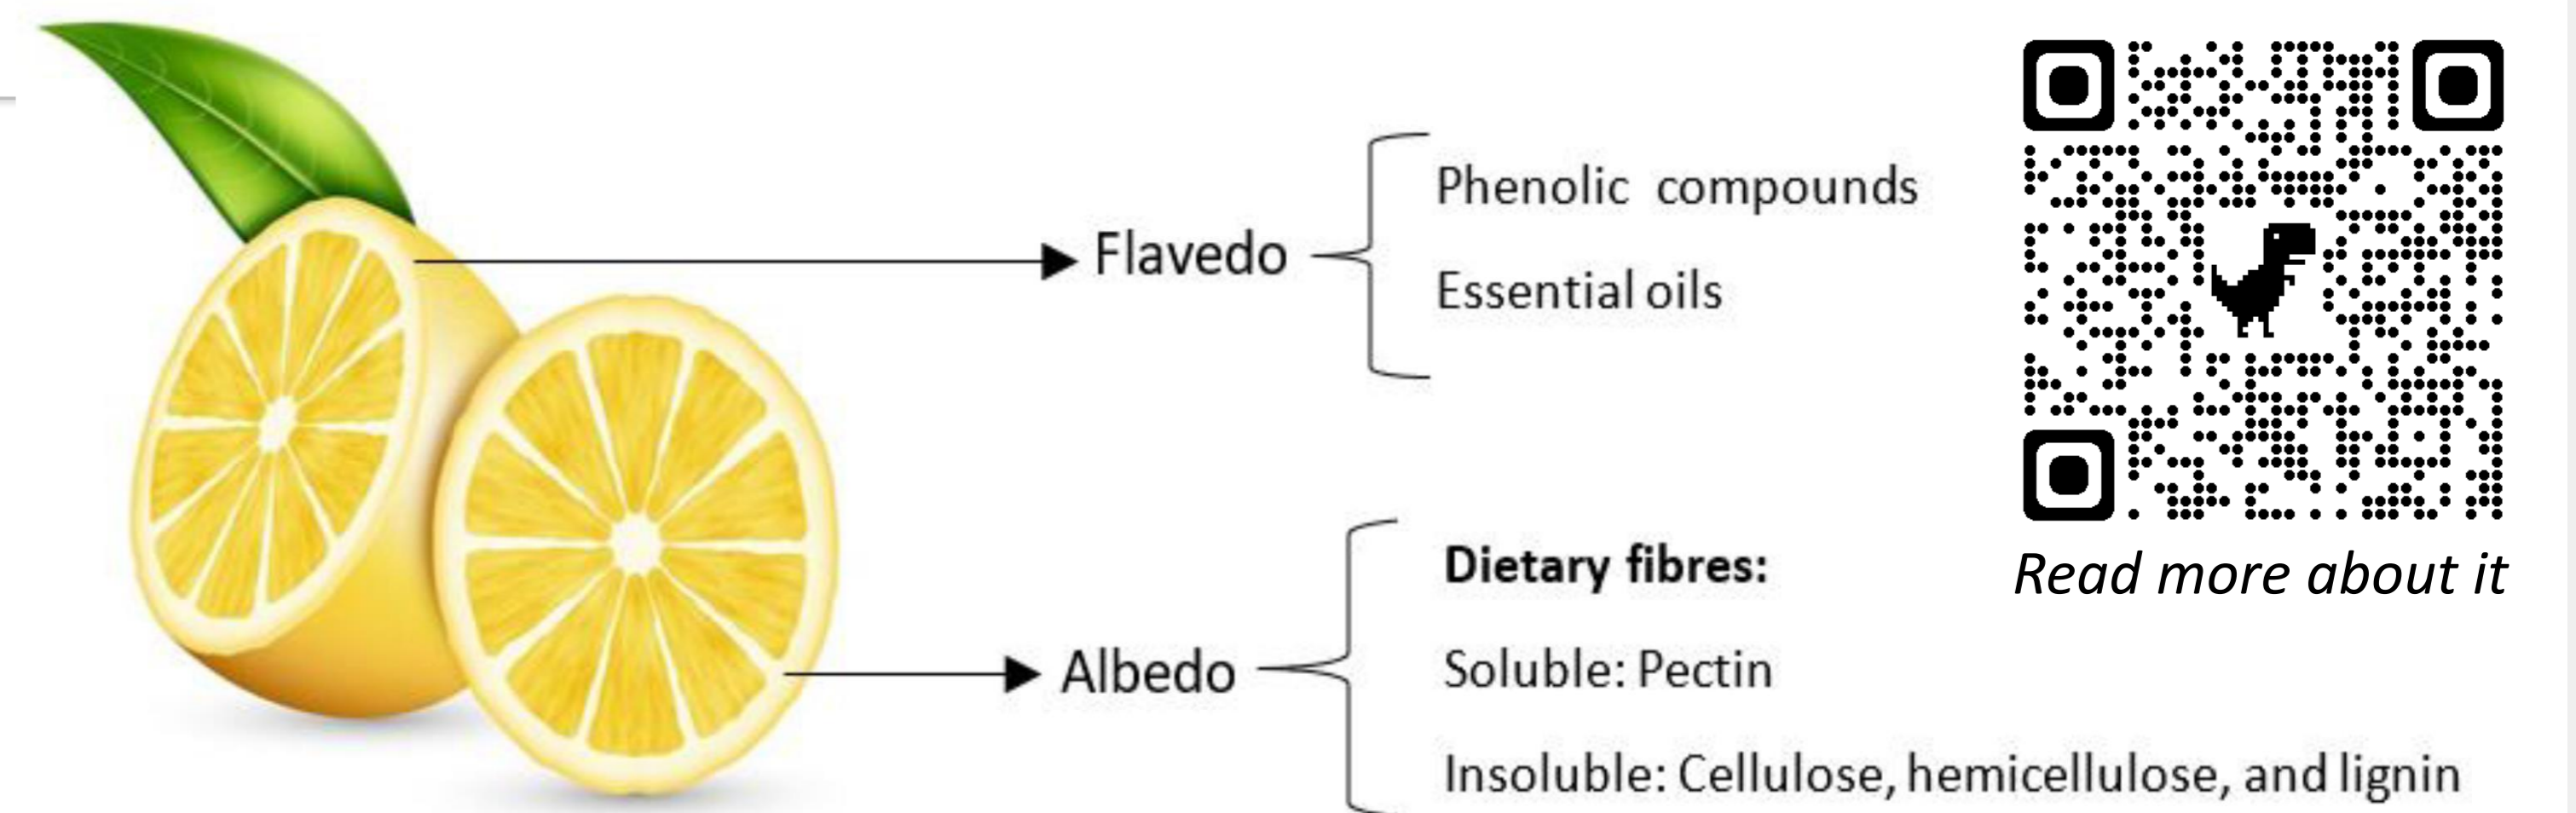 Flavedo
Phenolic compounds
Essential oils
Albedo
Dietary fibres:
Soluble: Pectin
Insoluble: Cellulose, hemicellulose, and lignin
Read more about it